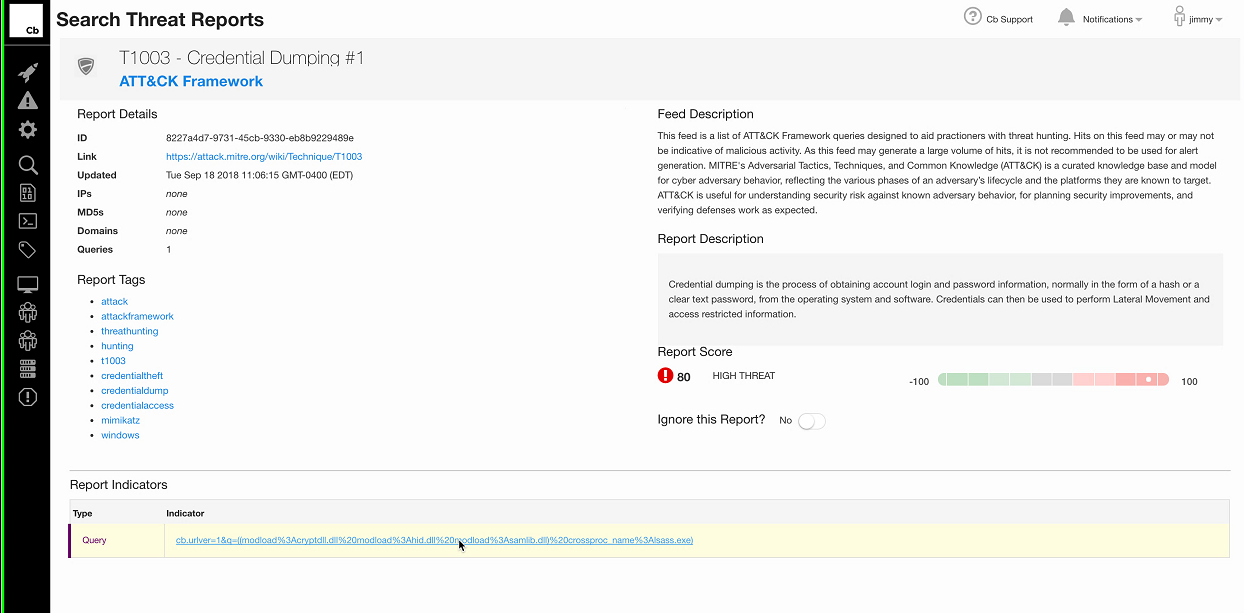 Cb
Search Threat Reports
Cb Support
Notifications
jimmy
T1003 - Credential Dumping #1
ATT&CK Framework
Report Details
ID 8227a4d7-9731-45cb-9330-eb8b9229489e
Link https://attack.mitre.org/wiki/Technique/T1003
Updated Tue Sep 18 2018 11:06:15 GMT-0400 (EDT)
IPs none
MD5s none
Domains none
Queries 1
Report Tags
attack
attackframework
threathunting
hunting
t1003
credentialtheft
credentialdump
credentialaccess
mimikatz
windows
Feed Description
This feed is a list of ATT&CK Framework queries designed to aid practioners with threat hunting. Hits on this feed may or may not
be indicative of malicious activity. As this feed may generate a large volume of hits, it is not recommended to be used for alert
generation. MITRE's Adversarial Tactics, Techniques, and Common Knowledge (ATT&CK) is a curated knowledge base and model
for cyber adversary behavior, reflecting the various phases of an adversary's lifecycle and the platforms they are known to target.
ATT&CK is useful for understanding security risk against known adversary behavior, for planning security improvements, and
verifying defenses work as expected.
Report Description
Credential dumping is the process of obtaining account login and password information, normally in the form of a hash or a
clear text password, from the operating system and software. Credentials can then be used to perform Lateral Movement and
access restricted information.
Report Score
80 HIGH THREAT
-100 100
Ignore this Report? No
Report Indicators
Type Indicator
Query cb.urlver=1&q=((modload%3Acryptdll.dll%20modload%3Ahid.dll%20modload%3Asamlib.dll)%20crossproc_name%3Alsass.exe)